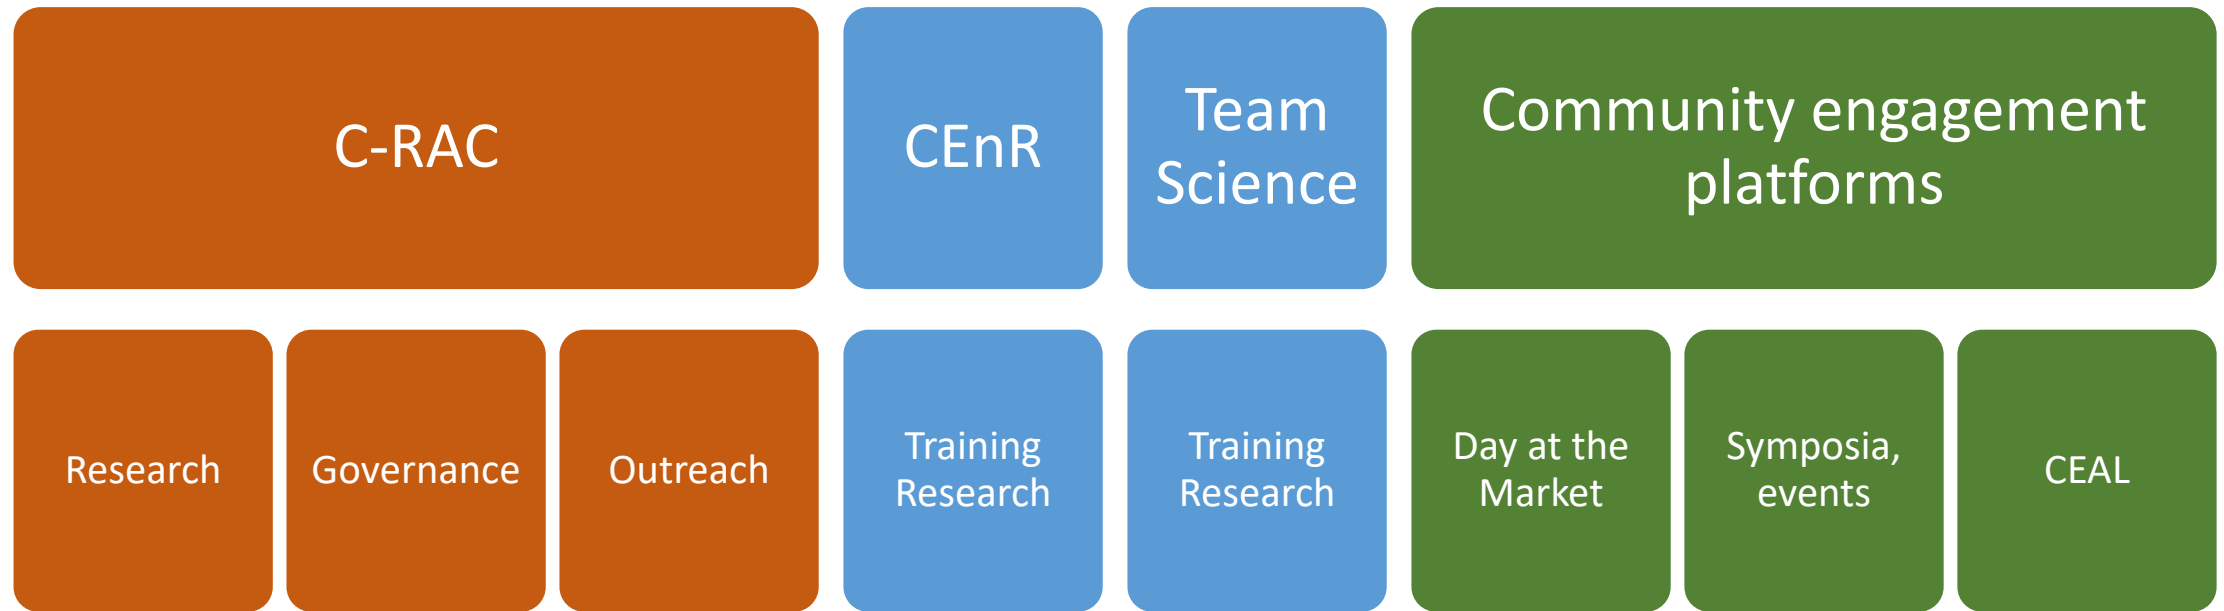 C-RAC
CEnR
Team
Science
Community engagement
platforms
Research
Governance
Outreach
Training
Research
Training
Research
Day at the
Market
Symposia,
events
CEAL